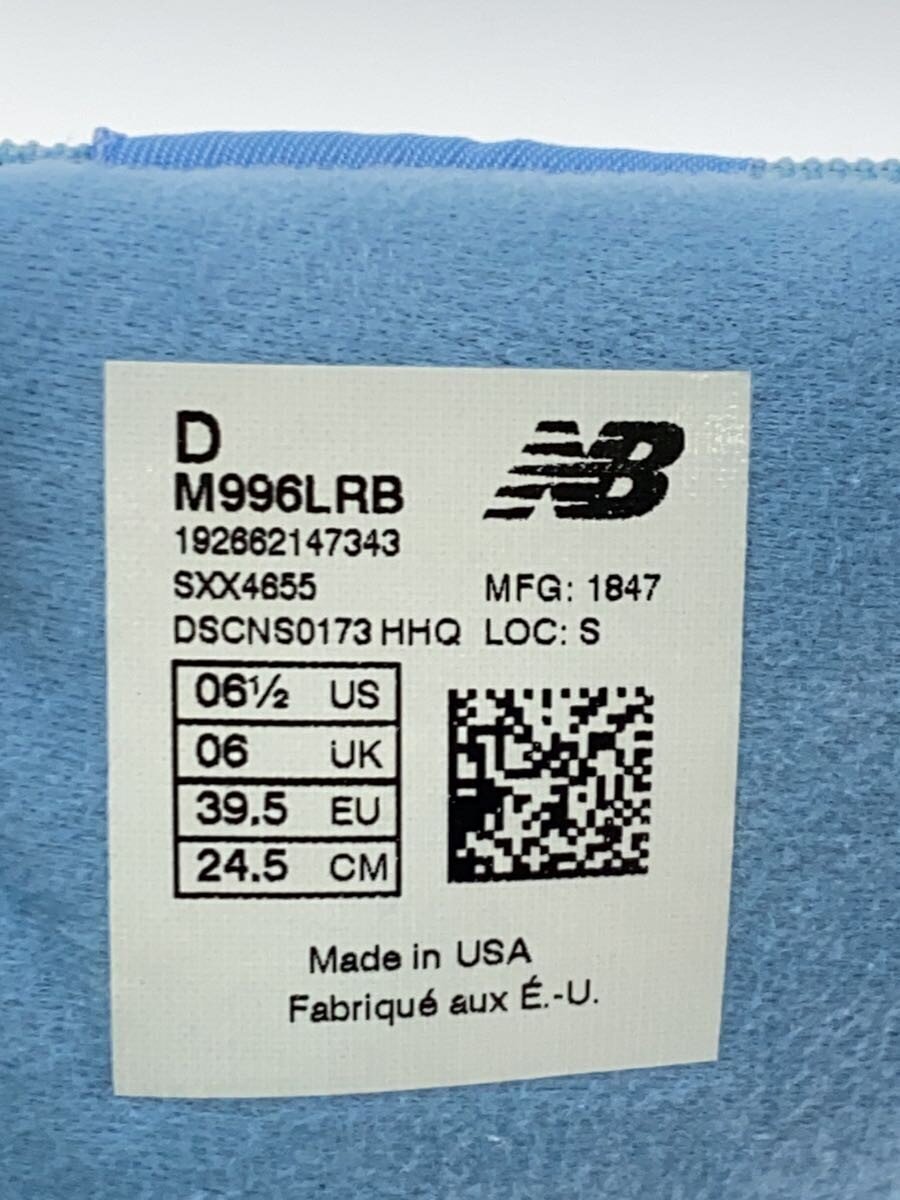 D
NB
M996LRB
192662147343
SXX4655 MFG: 1847
DSCNS0173 HHQ LOC: S
06½ US
06 UK
39.5 EU
24.5 CM
Made in USA
Fabriqué aux É.-U.